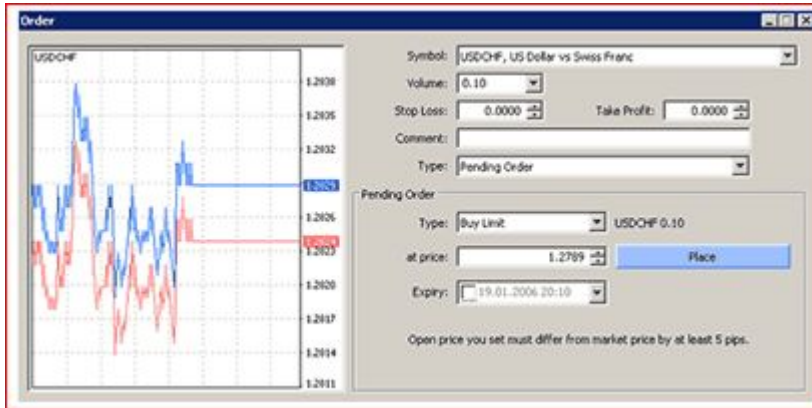 Order
USDCHF
1.2038
1.2035
1.2032
1.2029
1.2026
1.2024
1.2023
1.2020
1.2017
1.2014
1.2011
Symbol: USDCHF, US Dollar vs Swiss Franc
Volume: 0.10
Stop Loss: 0.0000 Take Profit: 0.0000
Comment:
Type: Pending Order
Pending Order
Type: Buy Limit USDCHF 0.10
at price: 1.2789 Place
Expiry: 19.01.2006 20:10
Open price you set must differ from market price by at least 5 pips.